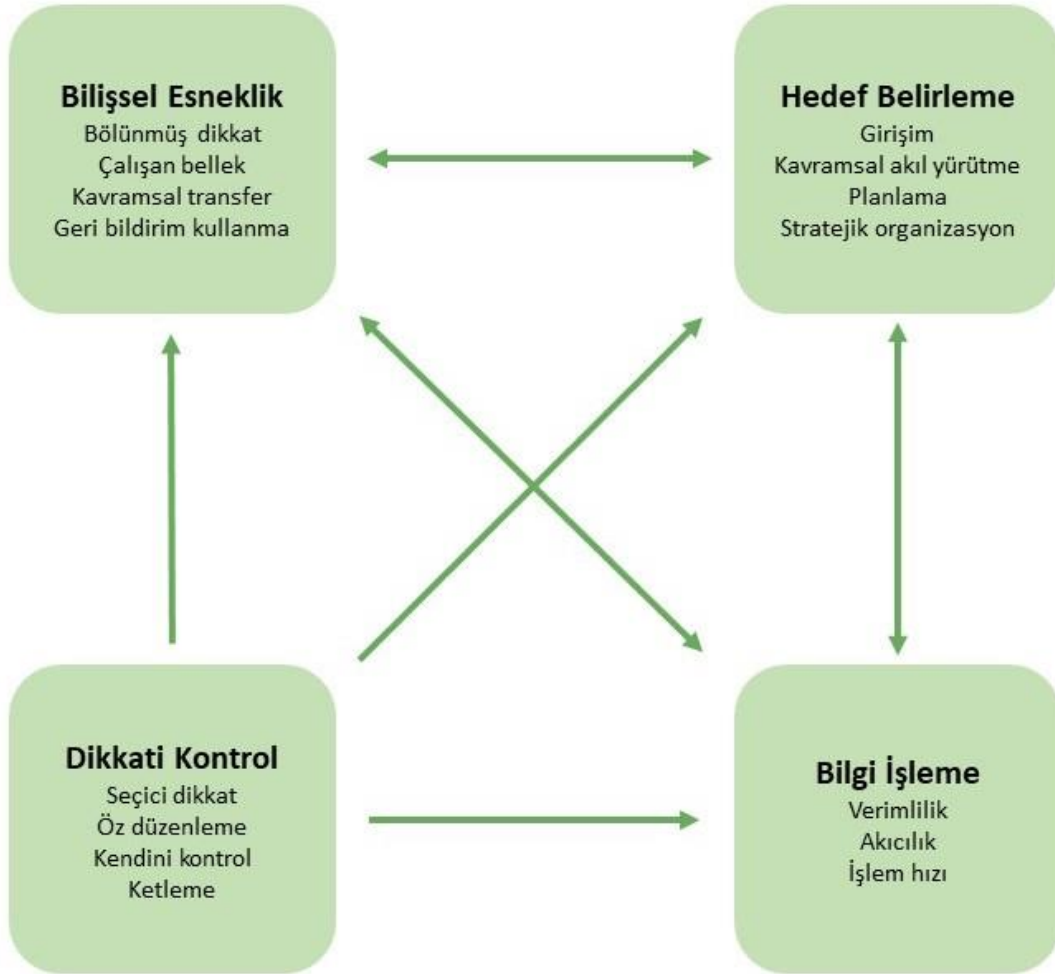 Bilişsel Esneklik
Bölünmüş dikkat
Çalışan bellek
Kavramsal transfer
Geri bildirim kullanma
Hedef Belirleme
Girişim
Kavramsal akıl yürütme
Planlama
Stratejik organizasyon
Dikkati Kontrol
Seçici dikkat
Öz düzenleme
Kendini kontrol
Ketleme
Bilgi İşleme
Verimlilik
Akıcılık
İşlem hızı